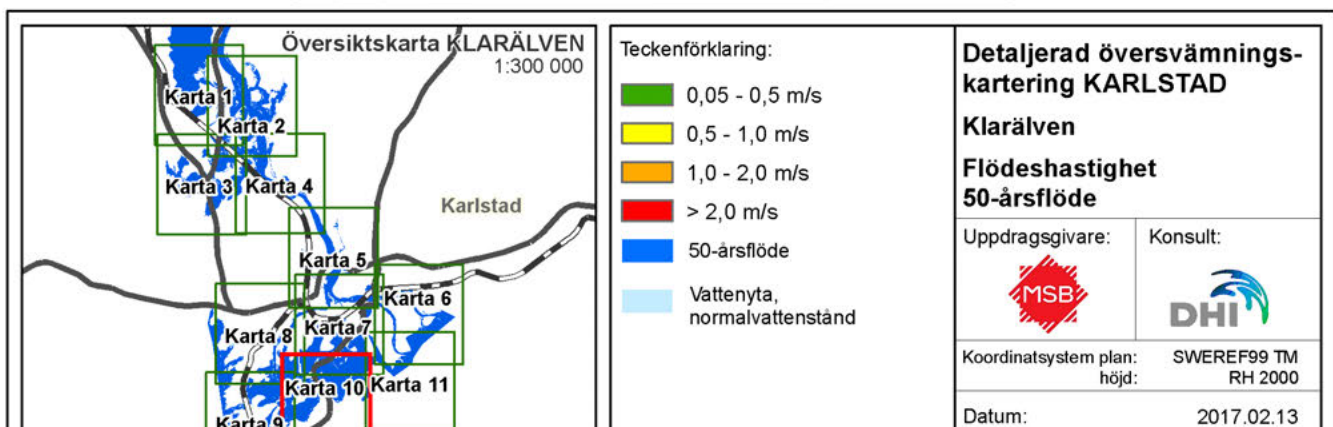 Översiktskarta KLARÄLVEN
1:300 000
Karta 1
Karta 2
Karta 3
Karta 4
Karlstad
Karta 5
Karta 6
Karta 7
Karta 8
Karta 10
Karta 11
Karta 9
Teckenförklaring:
0,05 - 0,5 m/s
0,5 - 1,0 m/s
1,0 - 2,0 m/s
> 2,0 m/s
50-årsflöde
Vattenyta,
normalvattenstånd
Detaljerad översvämnings-
kartering KARLSTAD
Klarälven
Flödeshastighet
50-årsflöde
Uppdragsgivare:
MSB
Konsult:
DHI
Koordinatsystem plan: SWEREF99 TM
höjd: RH 2000
Datum: 2017.02.13